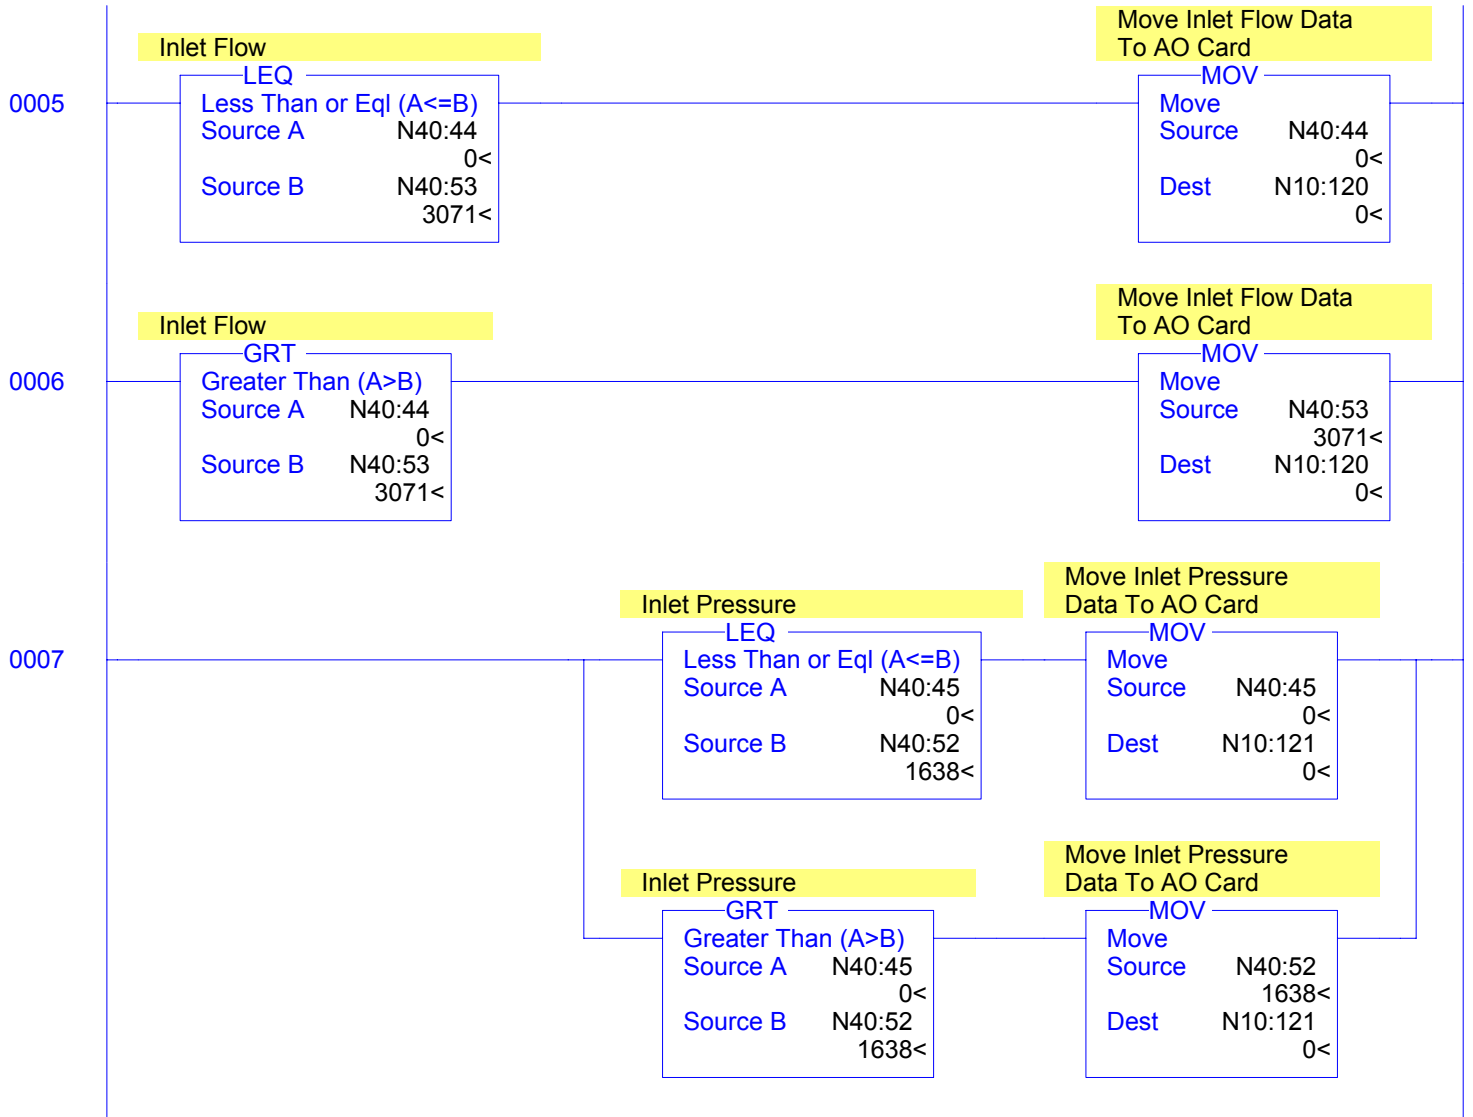 Inlet Flow
Move Inlet Flow Data
To AO Card
0005
LEQ
Less Than or Eql (A<=B)
Source A N40:44
0<
Source B N40:53
3071<
MOV
Move
Source N40:44
0<
Dest N10:120
0<
Inlet Flow
Move Inlet Flow Data
To AO Card
0006
GRT
Greater Than (A>B)
Source A N40:44
0<
Source B N40:53
3071<
MOV
Move
Source N40:53
3071<
Dest N10:120
0<
0007
Inlet Pressure
LEQ
Less Than or Eql (A<=B)
Source A N40:45
0<
Source B N40:52
1638<
Move Inlet Pressure
Data To AO Card
MOV
Move
Source N40:45
0<
Dest N10:121
0<
Inlet Pressure
GRT
Greater Than (A>B)
Source A N40:45
0<
Source B N40:52
1638<
Move Inlet Pressure
Data To AO Card
MOV
Move
Source N40:52
1638<
Dest N10:121
0<